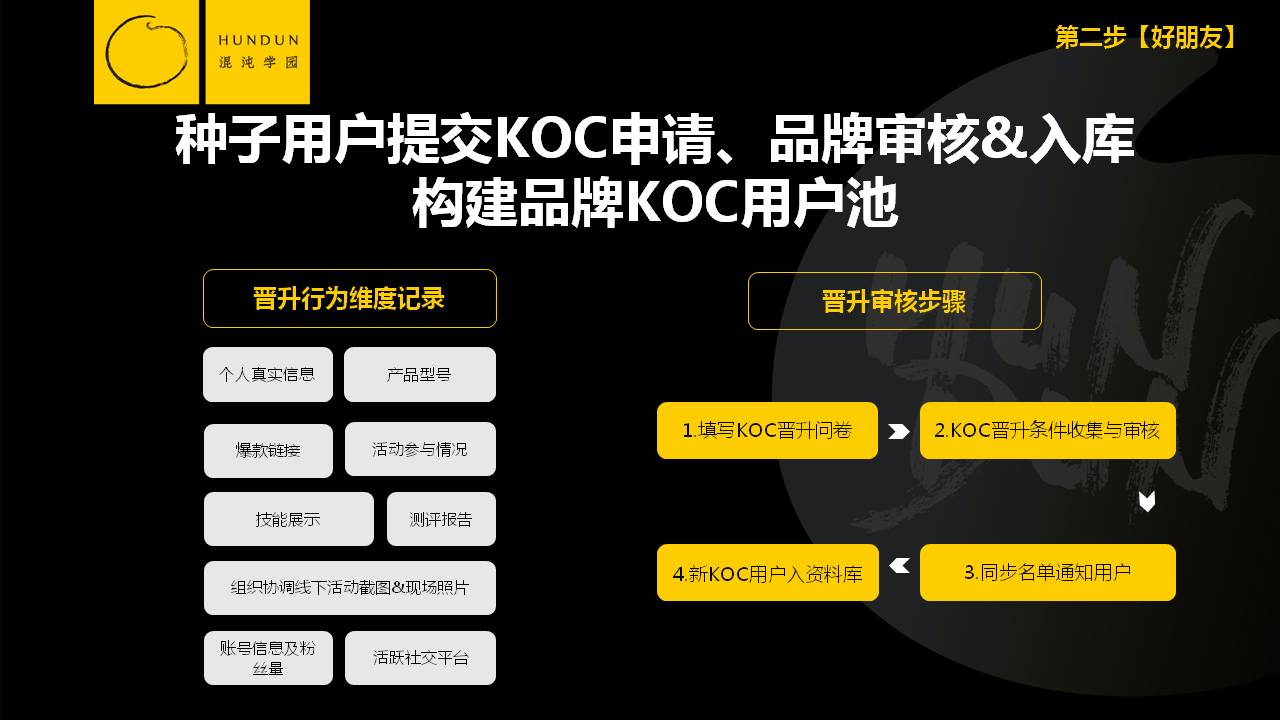 HUNDUN
混沌学园
第二步【好朋友】
种子用户提交KOC申请、品牌审核&入库
构建品牌KOC用户池
晋升行为维度记录
个人真实信息
产品型号
爆款链接
活动参与情况
技能展示
测评报告
组织协调线下活动截图&现场照片
账号信息及粉
丝量
活跃社交平台
晋升审核步骤
1.填写KOC晋升问卷
2.KOC晋升条件收集与审核
3.同步名单通知用户
4.新KOC用户入资料库
HUN
DUN